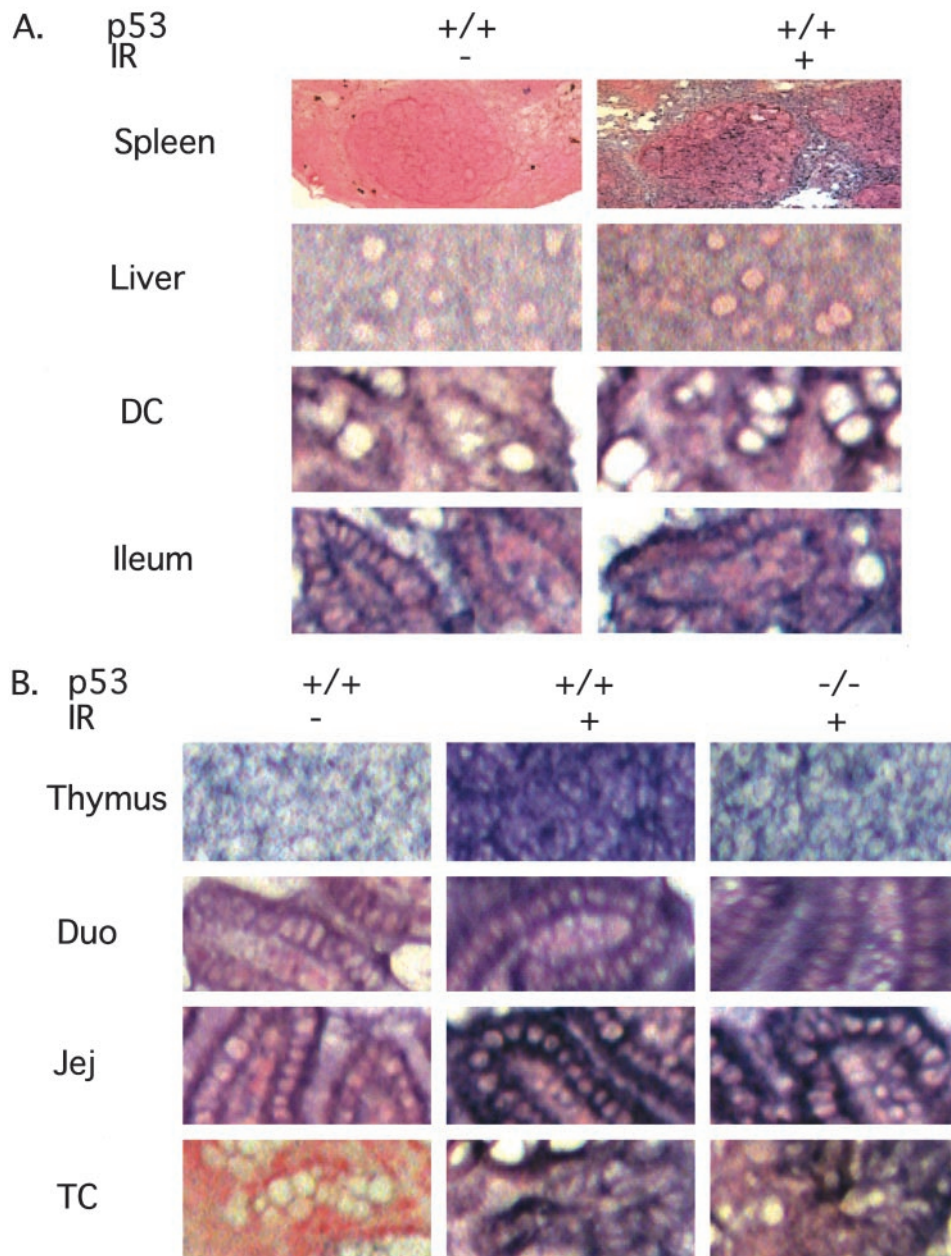 A. p53 +/+ +/+
IR - +
Spleen
Liver
DC
Ileum
B. p53 +/+ +/+ -/-
IR - + +
Thymus
Duo
Jej
TC